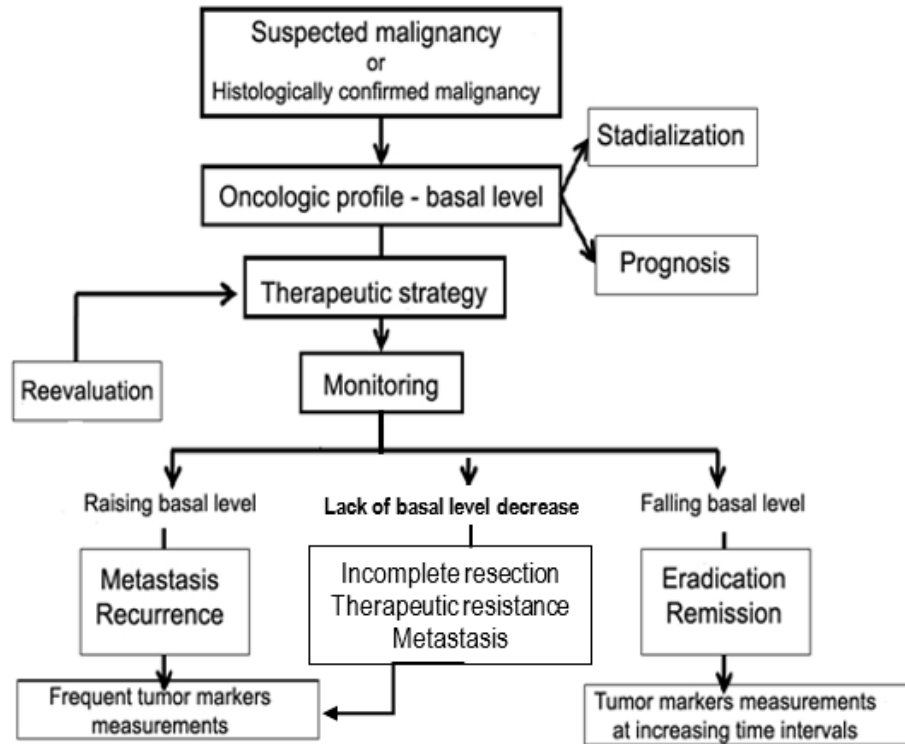 Suspected malignancy
or
Histologically confirmed malignancy
Stadialization
Oncologic profile - basal level
Prognosis
Therapeutic strategy
Reevaluation
Monitoring
Raising basal level
Lack of basal level decrease
Falling basal level
Metastasis
Recurrence
Incomplete resection
Therapeutic resistance
Metastasis
Eradication
Remission
Frequent tumor markers
measurements
Tumor markers measurements
at increasing time intervals